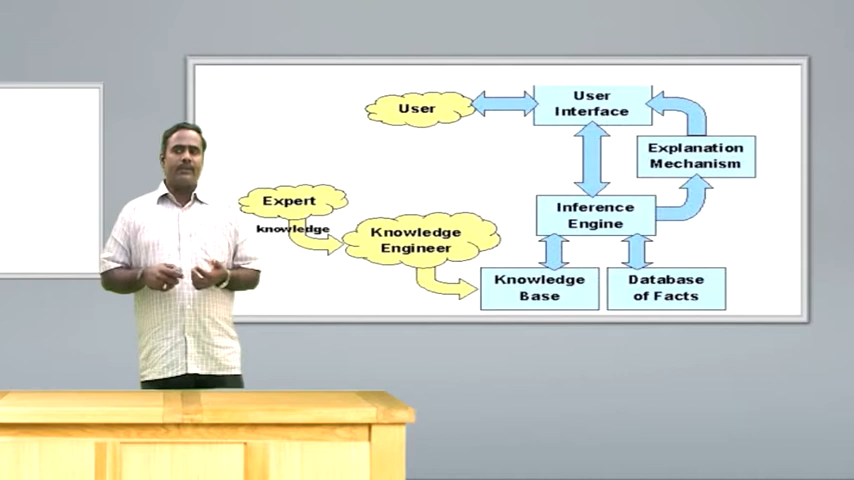 User
User
Interface
Explanation
Mechanism
Expert
knowledge
Knowledge
Engineer
Inference
Engine
Knowledge
Base
Database
of Facts